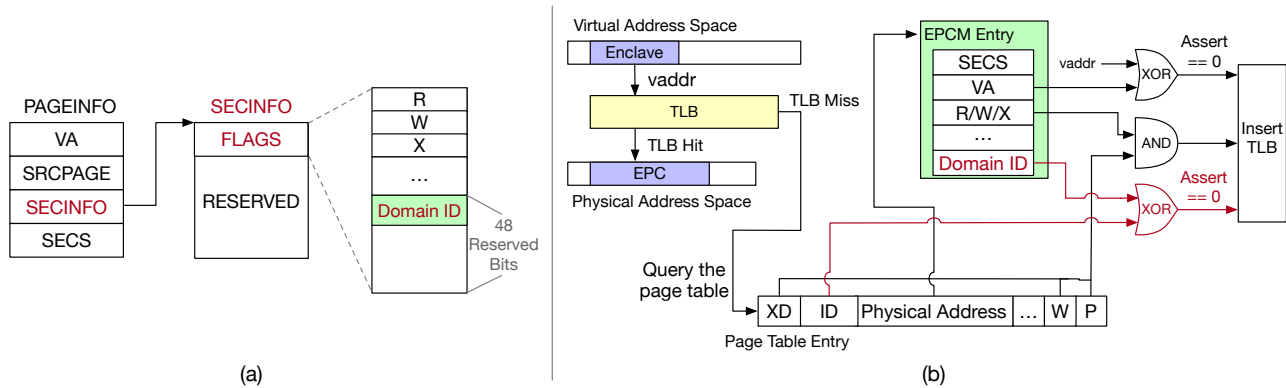 PAGEINFO
VA
SRCPAGE
SECINFO
SECS
SECINFO
FLAGS
RESERVED
R
W
X
...
Domain ID
48
Reserved
Bits
(a)
Virtual Address Space
Enclave
vaddr
TLB
TLB Miss
TLB Hit
EPC
Physical Address Space
Query the
page table
EPCM Entry
SECS
VA
R/W/X
...
Domain ID
vaddr
XOR
Assert
== 0
AND
XOR
Assert
== 0
Insert
TLB
XD
ID
Physical Address
...
W
P
Page Table Entry
(b)